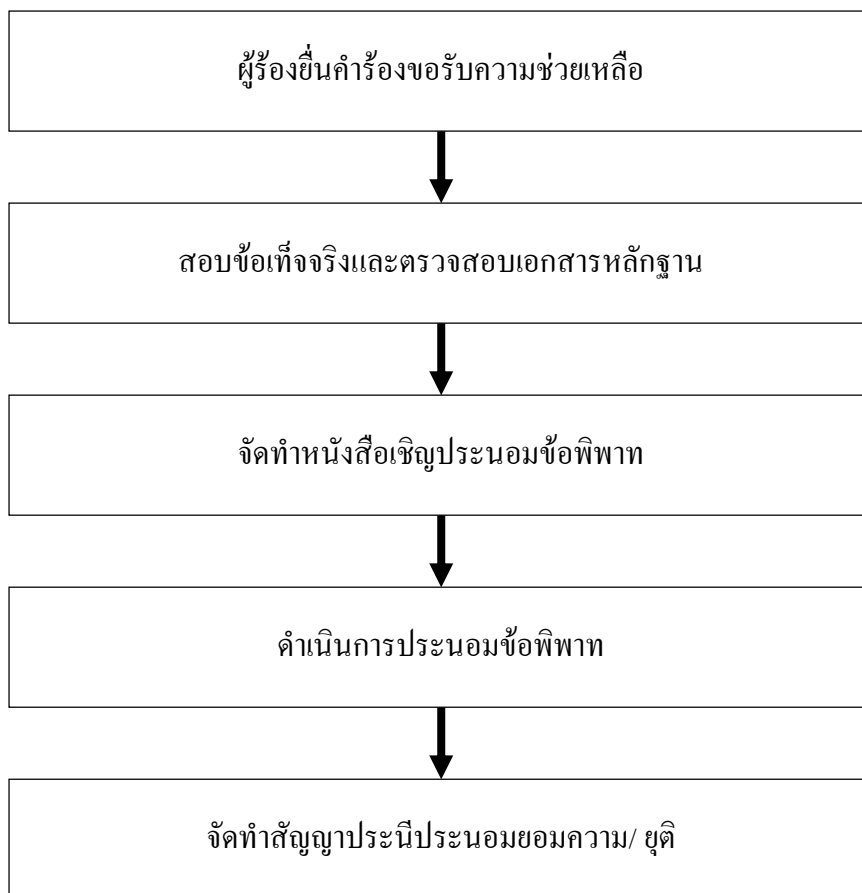 ผู้ร้องยื่นคำร้องขอรับความช่วยเหลือ
สอบข้อเท็จจริงและตรวจสอบเอกสารหลักฐาน
จัดทำหนังสือเชิญประนอมข้อพิพาท
ดำเนินการประนอมข้อพิพาท
จัดทำสัญญาประนีประนอมยอมความ/ ยุติ